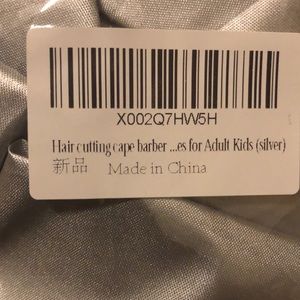 X002Q7HW5H
Hair cutting cape barber ...es for Adult Kids (silver)
新品 Made in China